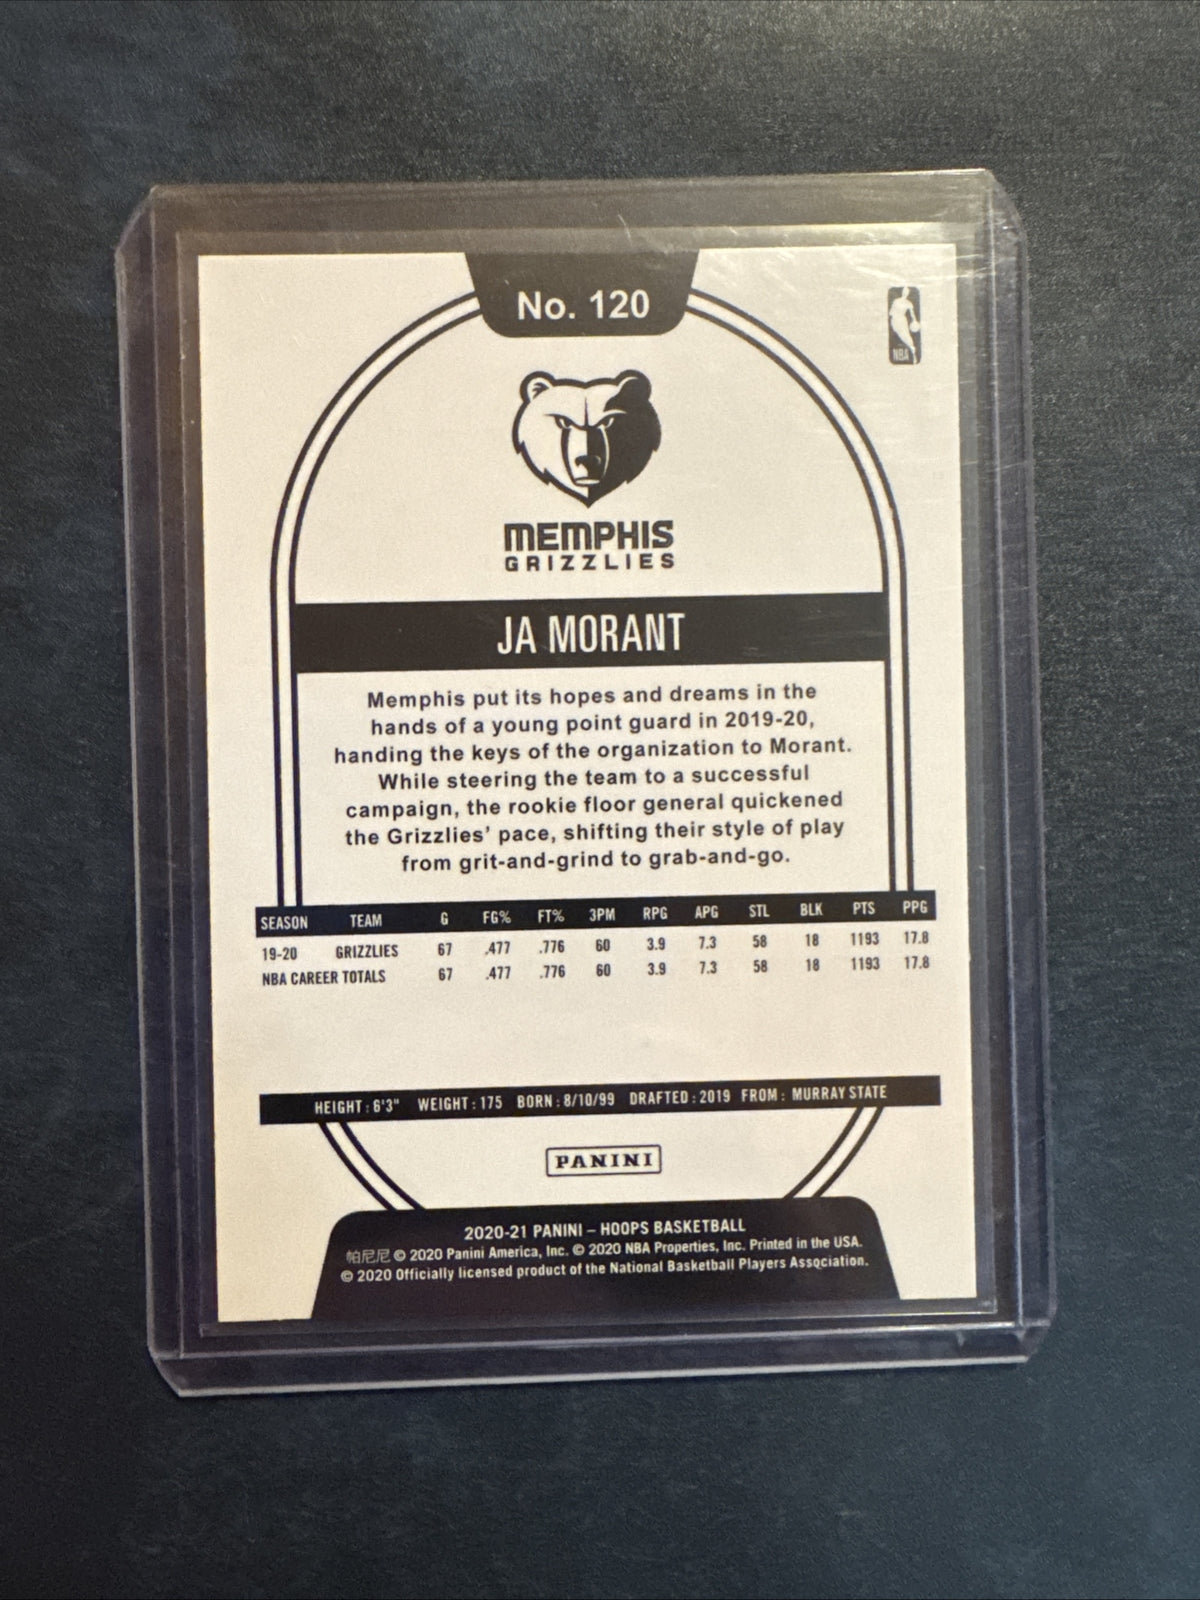 No. 120
NBA
MEMPHIS
GRIZZLIES
JA MORANT
Memphis put its hopes and dreams in the
hands of a young point guard in 2019-20,
handing the keys of the organization to Morant.
While steering the team to a successful
campaign, the rookie floor general quickened
the Grizzlies' pace, shifting their style of play
from grit-and-grind to grab-and-go.
SEASON TEAM G FG% FT% 3PM RPG APG STL BLK PTS PPG
19-20 GRIZZLIES 67 .477 .776 60 3.9 7.3 58 18 1193 17.8
NBA CAREER TOTALS 67 .477 .776 60 3.9 7.3 58 18 1193 17.8
HEIGHT: 6'3" WEIGHT: 175 BORN: 8/10/99 DRAFTED: 2019 FROM: MURRAY STATE
PANINI
2020-21 PANINI – HOOPS BASKETBALL
帕尼尼 © 2020 Panini America, Inc. © 2020 NBA Properties, Inc. Printed in the USA.
© 2020 Officially licensed product of the National Basketball Players Association.